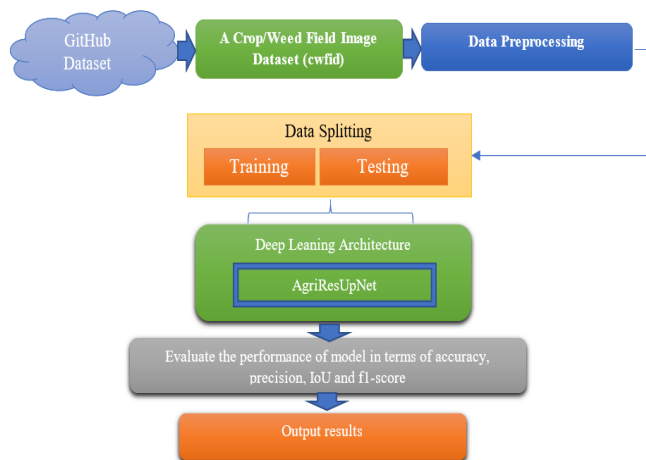 GitHub
Dataset
A Crop/Weed Field Image
Dataset (cwfid)
Data Preprocessing
Data Splitting
Training
Testing
Deep Leaning Architecture
AgriResUpNet
Evaluate the performance of model in terms of accuracy,
precision, IoU and f1-score
Output results